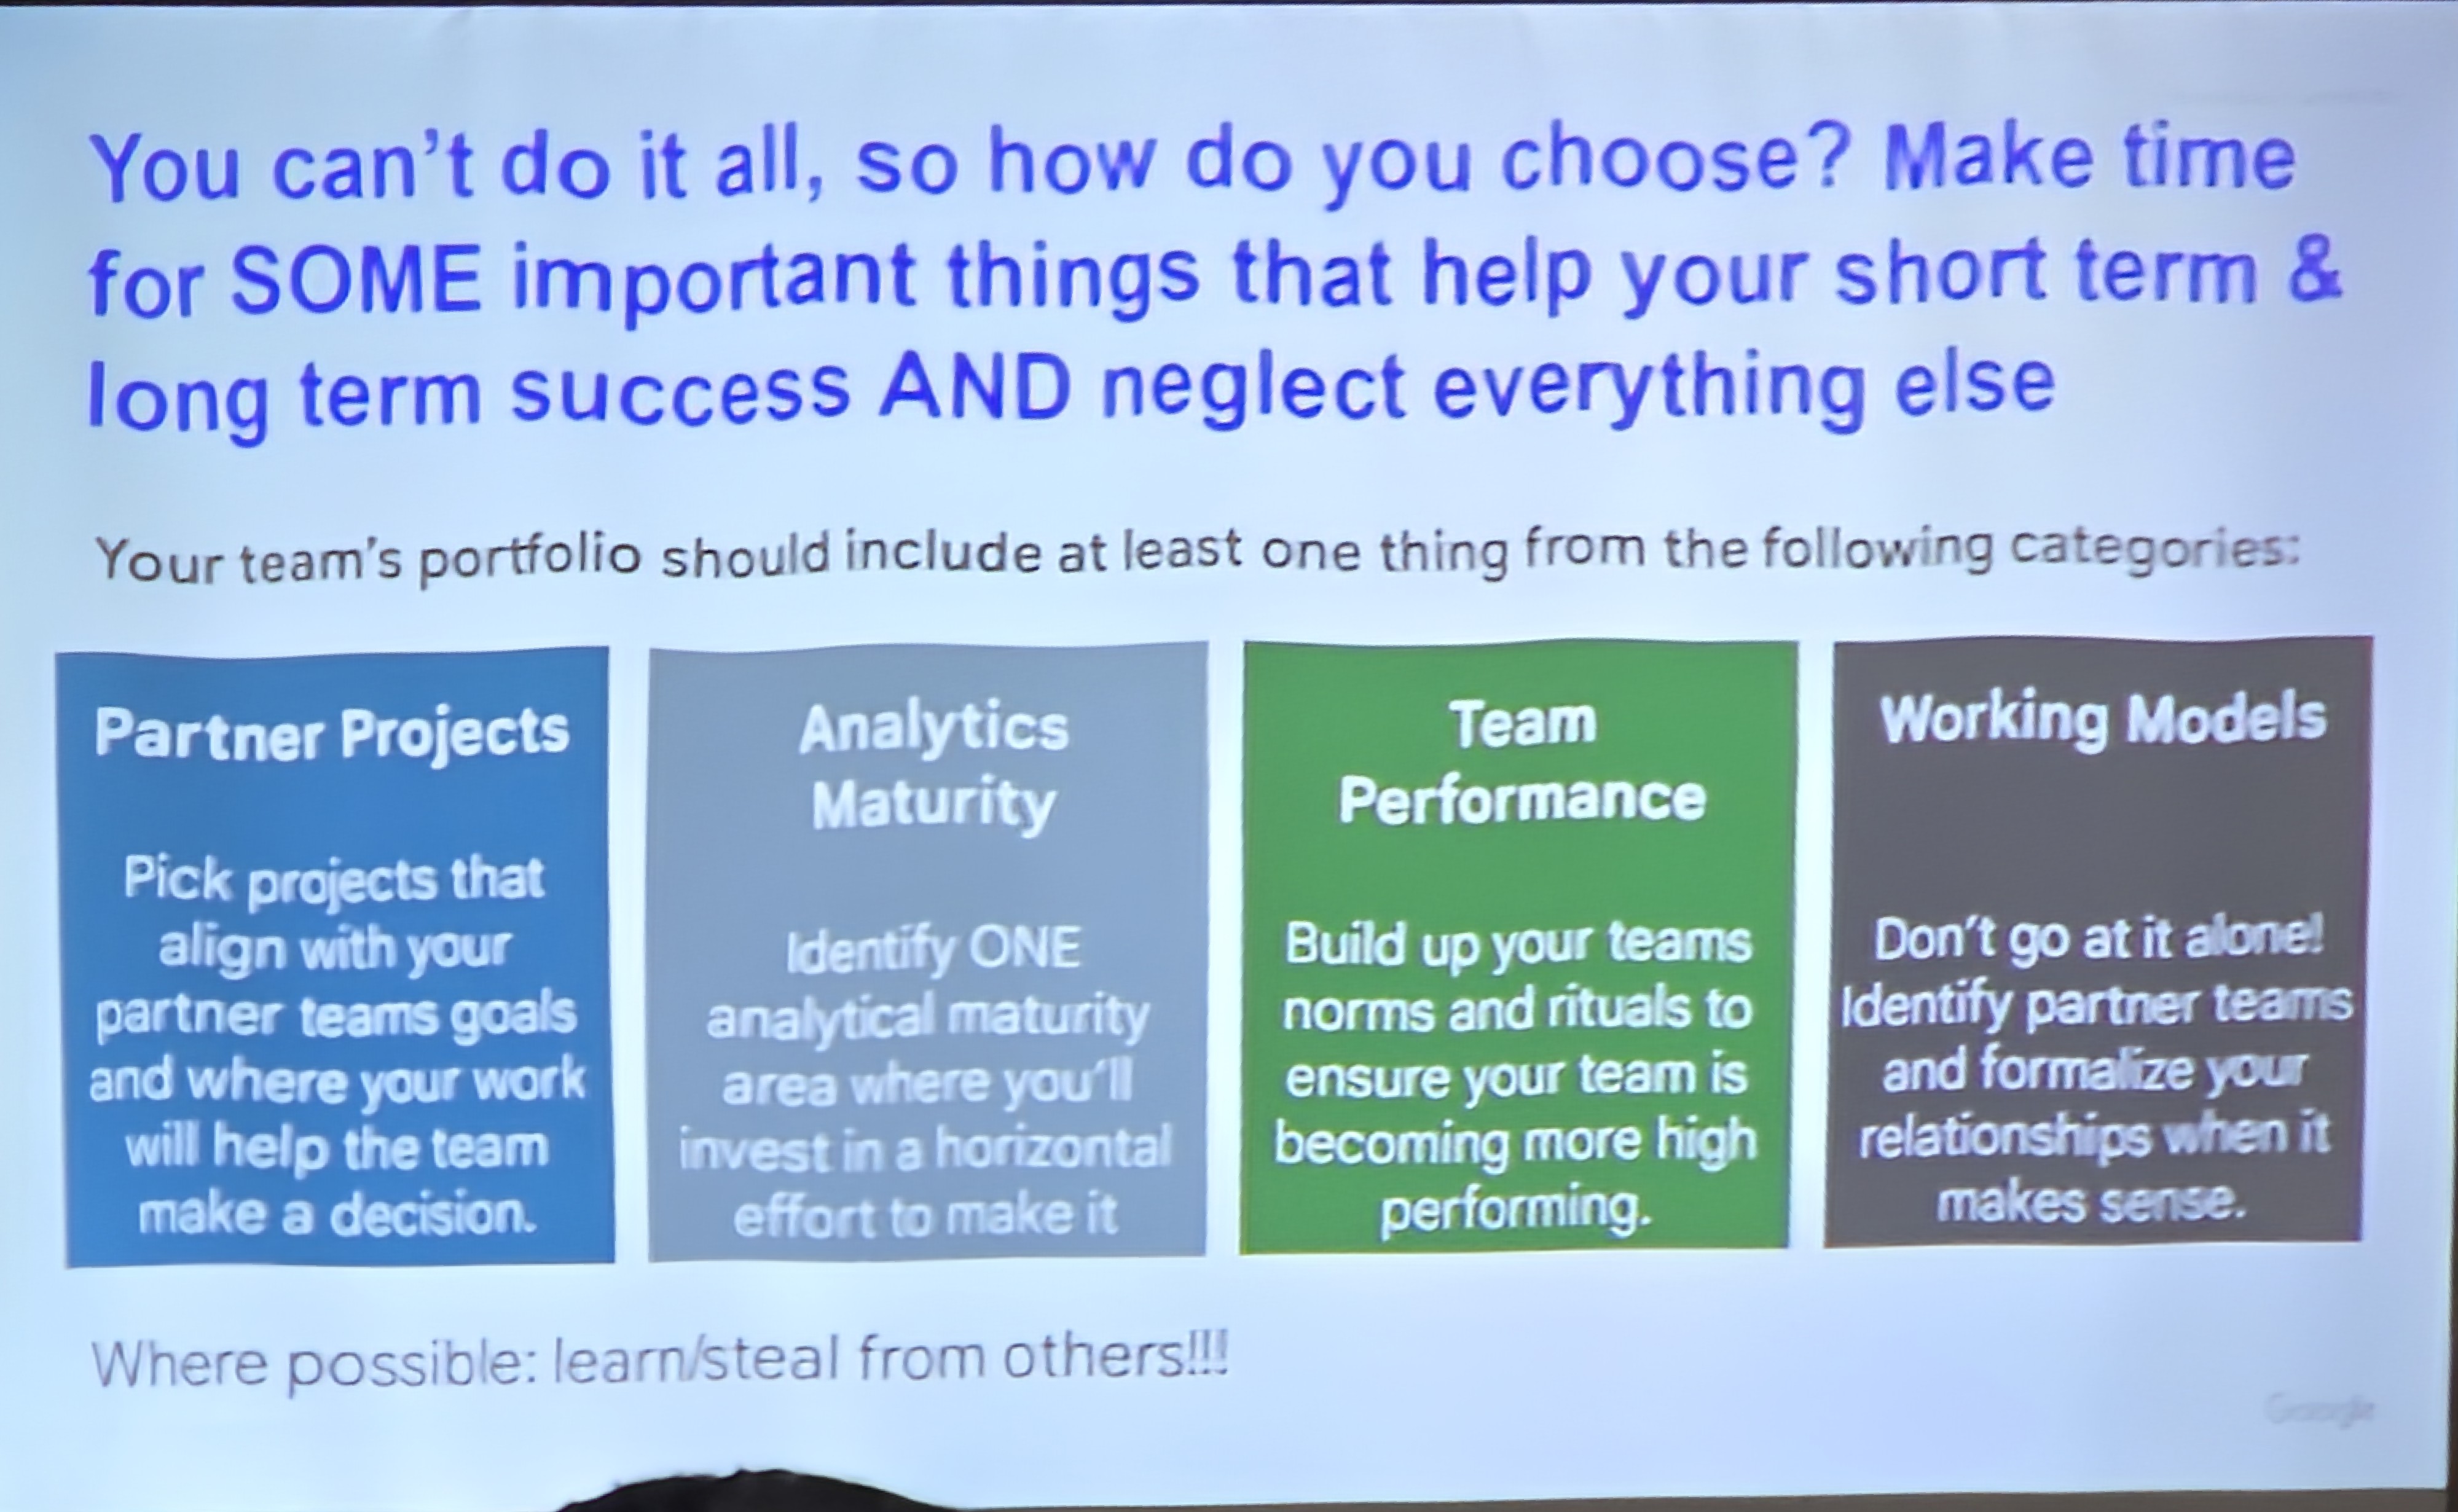 You can't do it all, so how do you choose? Make time
for SOME important things that help your short term &
long term success AND neglect everything else
Your team's portfolio should include at least one thing from the following categories:
Partner Projects
Pick projects that
align with your
partner teams goals
and where your work
will help the team
make a decision.
Analytics
Maturity
Identify ONE
analytical maturity
area where you'll
invest in a horizontal
effort to make it
Team
Performance
Build up your teams
norms and rituals to
ensure your team is
becoming more high
performing.
Working Models
Don't go at it alone!
Identify partner teams
and formalize your
relationships when it
makes sense.
Where possible: learn/steal from others!!!
Google